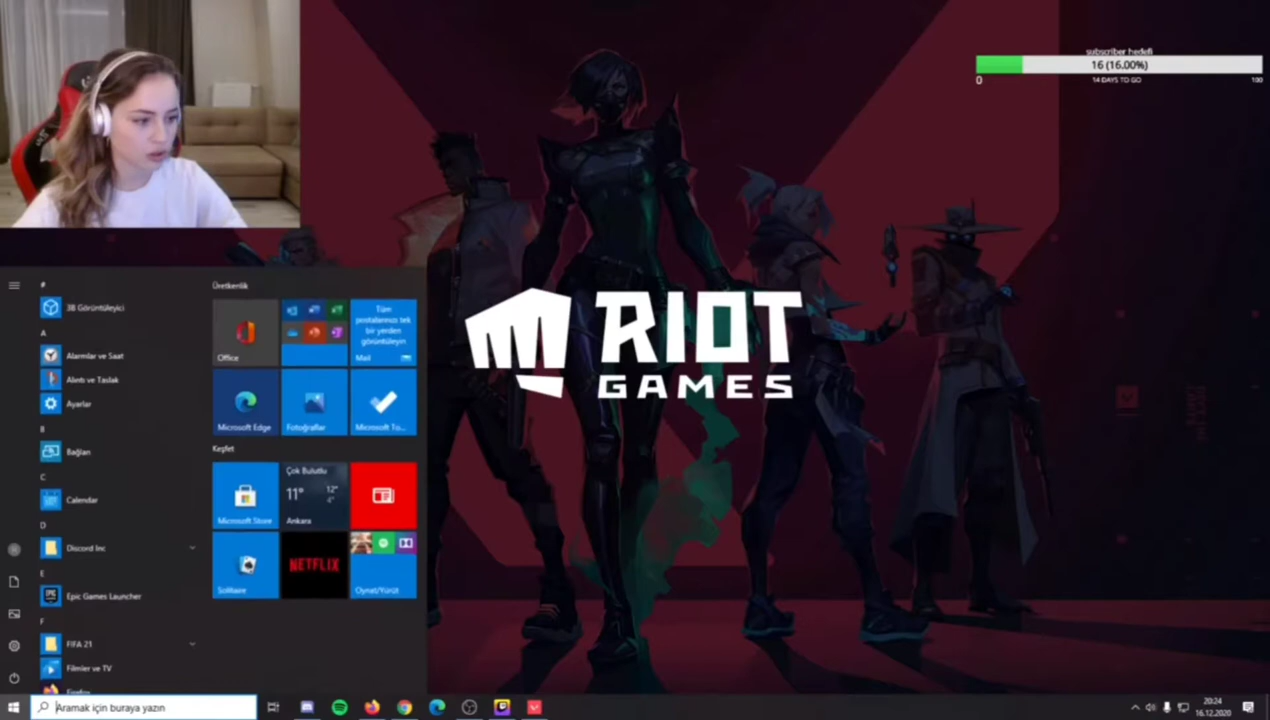 subscriber hedefi
16 (16.00%)
0
14 DAYS TO GO
100
RIOT
GAMES
#
3B Görüntüleyici
A
Alarmlar ve Saat
Alıntı ve Taslak
Ayarlar
B
Bağlan
C
Calendar
D
Discord Inc
E
Epic Games Launcher
F
FIFA 21
Filmler ve TV
Firefox
Üretkenlik
Office
Tüm
postalarınızı tek
bir yerden
görüntüleyin
Mail
Microsoft Edge
Fotoğraflar
Microsoft To...
Keşfet
Microsoft Store
Çok Bulutlu
11°
12°
4°
Ankara
Solitaire
NETFLIX
Oynat/Yürüt
Aramak için buraya yazın
20:24
16.12.2020